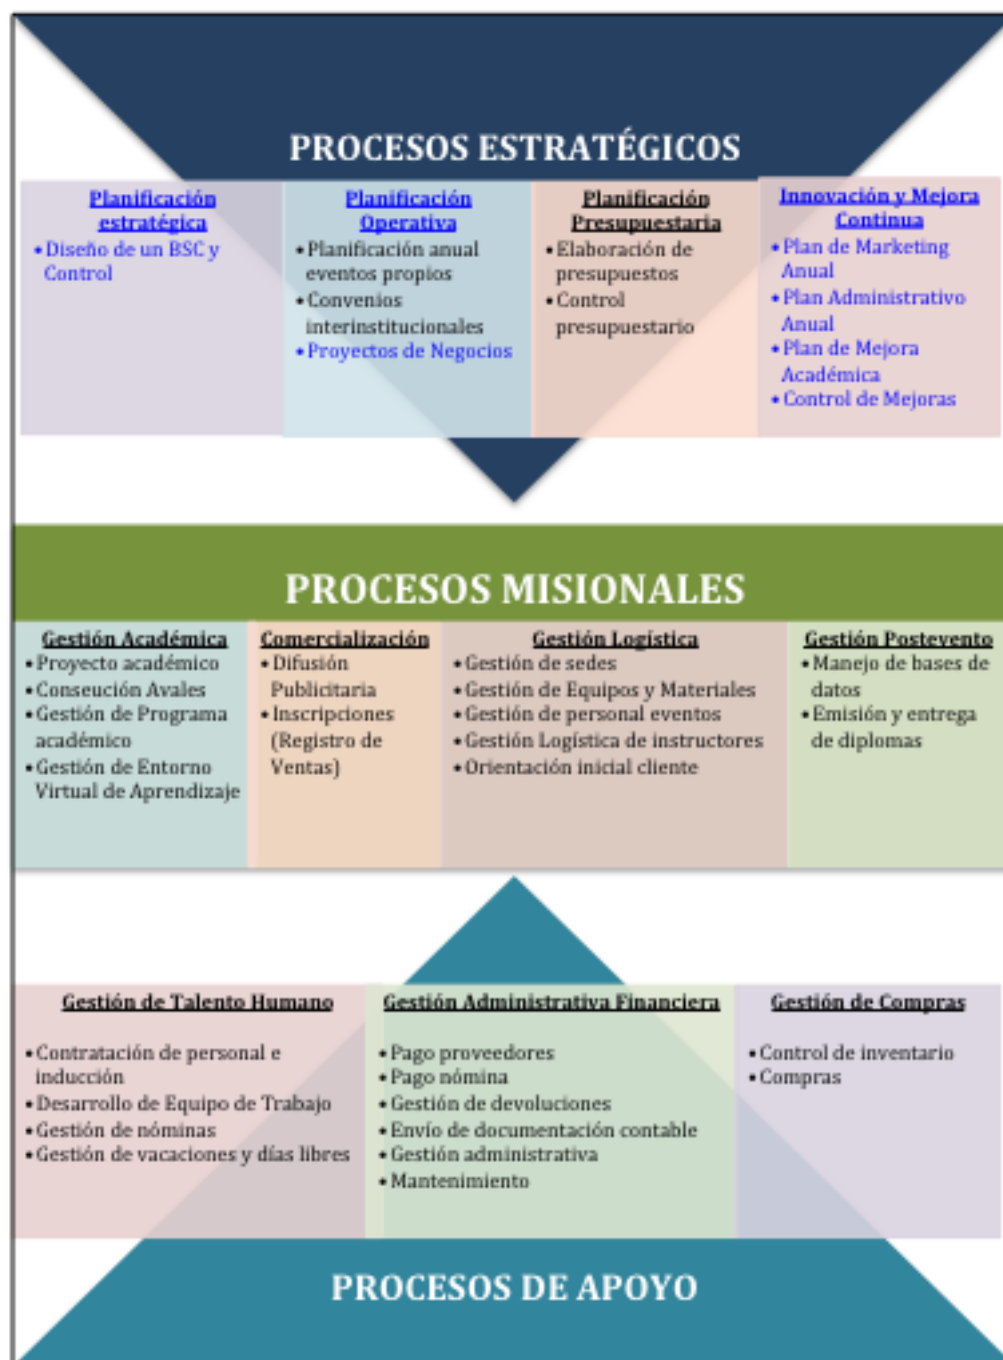 PROCESOS ESTRATÉGICOS
Planificación
estratégica
• Diseño de un BSC y
Control
Planificación
Operativa
• Planificación anual
eventos propios
• Convenios
interinstitucionales
• Proyectos de Negocios
Planificación
Presupuestaria
• Elaboración de
presupuestos
• Control
presupuestario
Innovación y Mejora
Continua
• Plan de Marketing
Anual
• Plan Administrativo
Anual
• Plan de Mejora
Académica
• Control de Mejoras
PROCESOS MISIONALES
Gestión Académica
• Proyecto académico
• Conseución Avales
• Gestión de Programa
académico
• Gestión de Entorno
Virtual de Aprendizaje
Comercialización
• Difusión
Publicitaria
• Inscripciones
(Registro de
Ventas)
Gestión Logística
• Gestión de sedes
• Gestión de Equipos y Materiales
• Gestión de personal eventos
• Gestión Logística de instructores
• Orientación inicial cliente
Gestión Postevento
• Manejo de bases de
datos
• Emisión y entrega
de diplomas
Gestión de Talento Humano
• Contratación de personal e
inducción
• Desarrollo de Equipo de Trabajo
• Gestión de nóminas
• Gestión de vacaciones y días libres
Gestión Administrativa Financiera
• Pago proveedores
• Pago nómina
• Gestión de devoluciones
• Envío de documentación contable
• Gestión administrativa
• Mantenimiento
Gestión de Compras
• Control de inventario
• Compras
PROCESOS DE APOYO